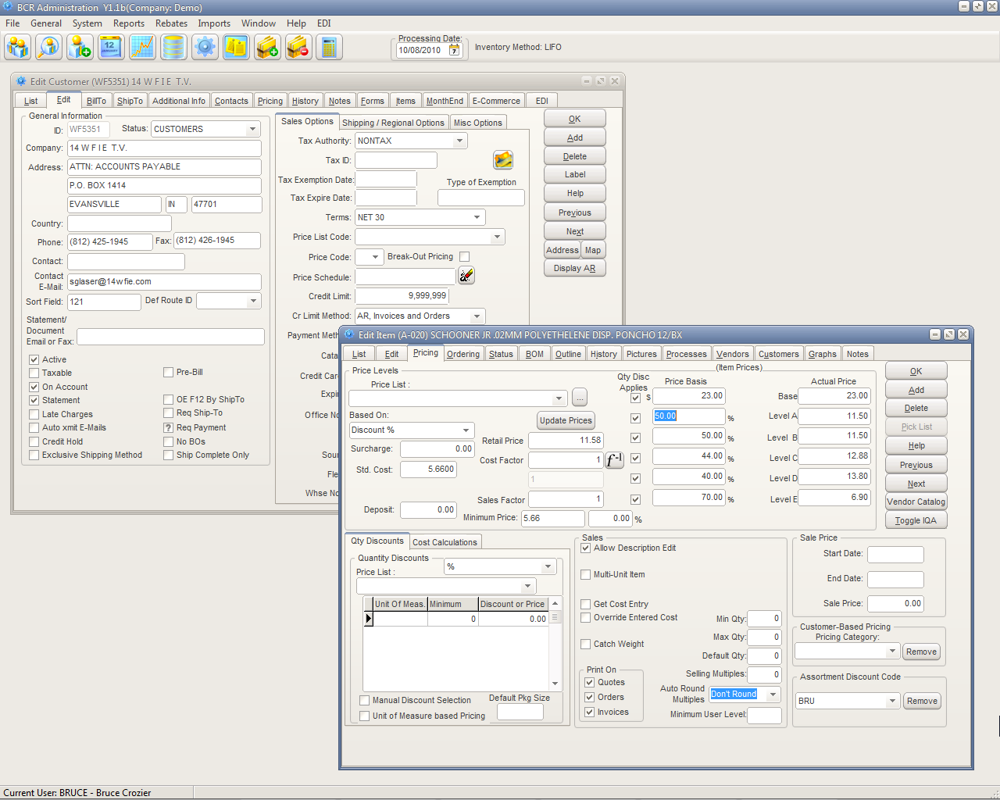 BCR Administration  Y1.1b(Company: Demo)
File General System Reports Rebates Imports Window Help EDI
12
Processing Date:
10/08/2010
7
Inventory Method: LIFO
Edit Customer (WF5351) 14 W F I E  T.V.
List Edit BillTo ShipTo Additional Info Contacts Pricing History Notes Forms Items MonthEnd E-Commerce EDI
General Information
ID: WF5351 Status: CUSTOMERS
Company: 14 W F I E  T.V.
Address: ATTN: ACCOUNTS PAYABLE
P.O. BOX 1414
EVANSVILLE IN 47701
Country:
Phone: (812) 425-1945 Fax: (812) 426-1945
Contact:
Contact
E-Mail: sglaser@14wfie.com
Sort Field: 121 Def Route ID
Statement/
Document
Email or Fax:
Active
Taxable Pre-Bill
On Account
Statement OE F12 By ShipTo
Late Charges Req Ship-To
Auto xmit E-Mails ? Req Payment
Credit Hold No BOs
Exclusive Shipping Method Ship Complete Only
Sales Options Shipping / Regional Options Misc Options
Tax Authority: NONTAX
Tax ID:
Tax Exemption Date: Type of Exemption
Tax Expire Date:
Terms: NET 30
Price List Code:
Price Code: Break-Out Pricing
Price Schedule:
Credit Limit: 9,999,999
Cr Limit Method: AR, Invoices and Orders
Payment Meth
Cata
Credit Car
Expir
Office No
Sour
Fle
Whse No
OK
Add
Delete
Label
Help
Previous
Next
Address Map
Display AR
Edit Item (A-020) SCHOONER JR .02MM POLYETHELENE DISP. PONCHO 12/BX
List Edit Pricing Ordering Status BOM Outline History Pictures Processes Vendors Customers Graphs Notes
Price Levels
(Item Prices)
Price List :
...
Based On:
Discount %
Update Prices
Surcharge: 0.00
Std. Cost: 5.6600
Deposit: 0.00
Retail Price 11.58
Cost Factor 1
f⁻¹
1
Sales Factor 1
Minimum Price: 5.66 0.00 %
Qty Disc
Applies Price Basis Actual Price
$ 23.00 Base 23.00
50.00 % Level A 11.50
50.00 % Level B 11.50
44.00 % Level C 12.88
40.00 % Level D 13.80
70.00 % Level E 6.90
OK
Add
Delete
Pick List
Help
Previous
Next
Vendor Catalog
Toggle IQA
Qty Discounts Cost Calculations
Quantity Discounts %
Price List :
Unit Of Meas. Minimum Discount or Price
0 0.00
Manual Discount Selection
Unit of Measure based Pricing
Default Pkg Size
Sales
Allow Description Edit
Multi-Unit Item
Get Cost Entry
Override Entered Cost
Catch Weight
Print On
Quotes
Orders
Invoices
Min Qty: 0
Max Qty: 0
Default Qty: 0
Selling Multiples: 0
Auto Round
Multiples Don't Round
Minimum User Level:
Sale Price
Start Date:
End Date:
Sale Price: 0.00
Customer-Based Pricing
Pricing Category:
Remove
Assortment Discount Code
BRU Remove
Current User: BRUCE - Bruce Crozier